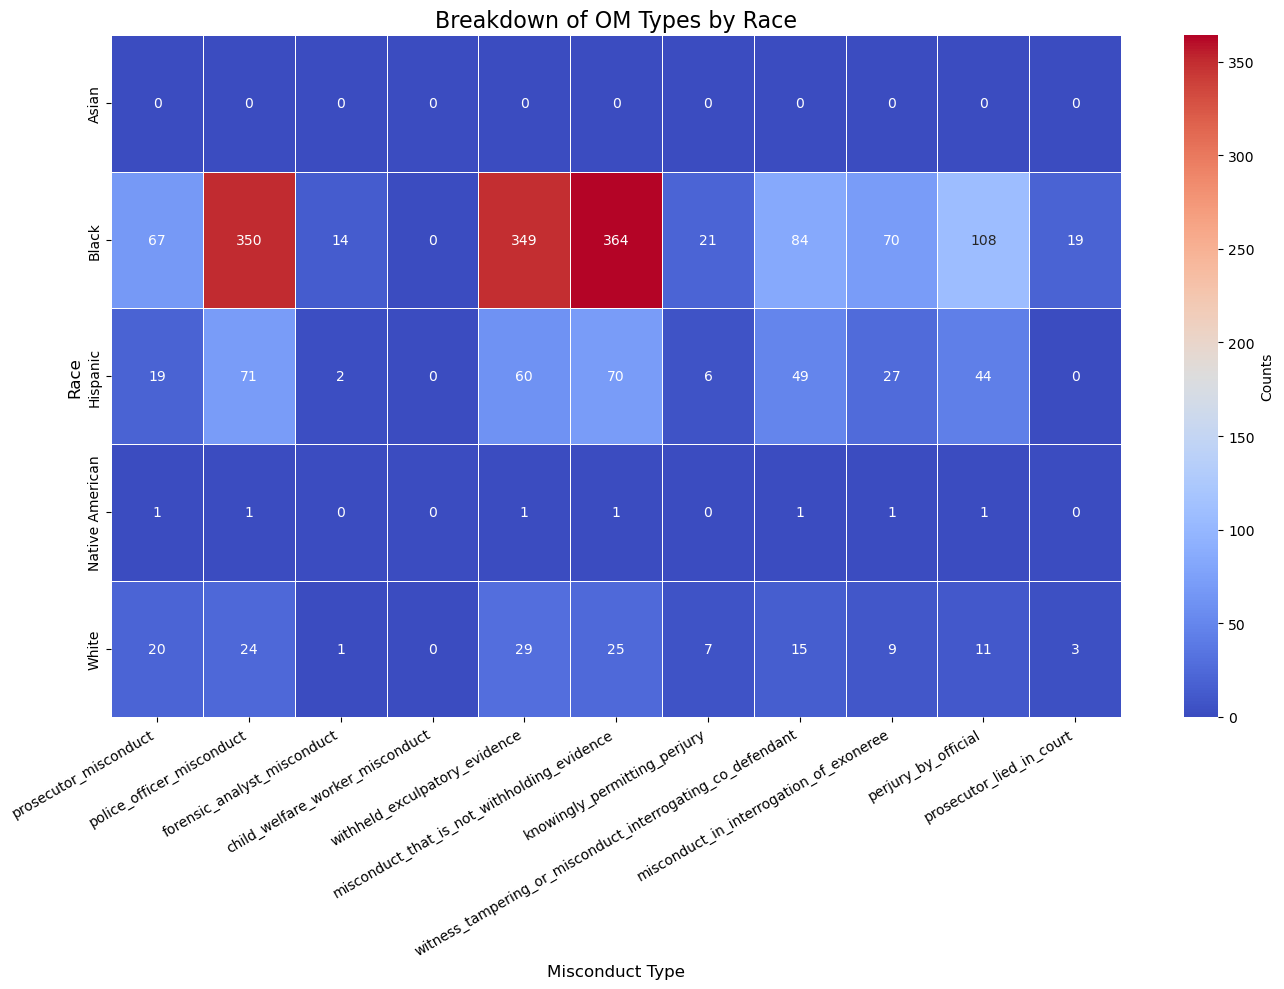 Breakdown of OM Types by Race
Race
Asian
0 0 0 0 0 0 0 0 0 0 0
Black
67 350 14 0 349 364 21 84 70 108 19
Hispanic
19 71 2 0 60 70 6 49 27 44 0
Native American
1 1 0 0 1 1 0 1 1 1 0
White
20 24 1 0 29 25 7 15 9 11 3
prosecutor_misconduct
police_officer_misconduct
forensic_analyst_misconduct
child_welfare_worker_misconduct
withheld_exculpatory_evidence
misconduct_that_is_not_withholding_evidence
knowingly_permitting_perjury
witness_tampering_or_misconduct_interrogating_co_defendant
misconduct_in_interrogation_of_exoneree
perjury_by_official
prosecutor_lied_in_court
Misconduct Type
350
300
250
200
150
100
50
0
Counts